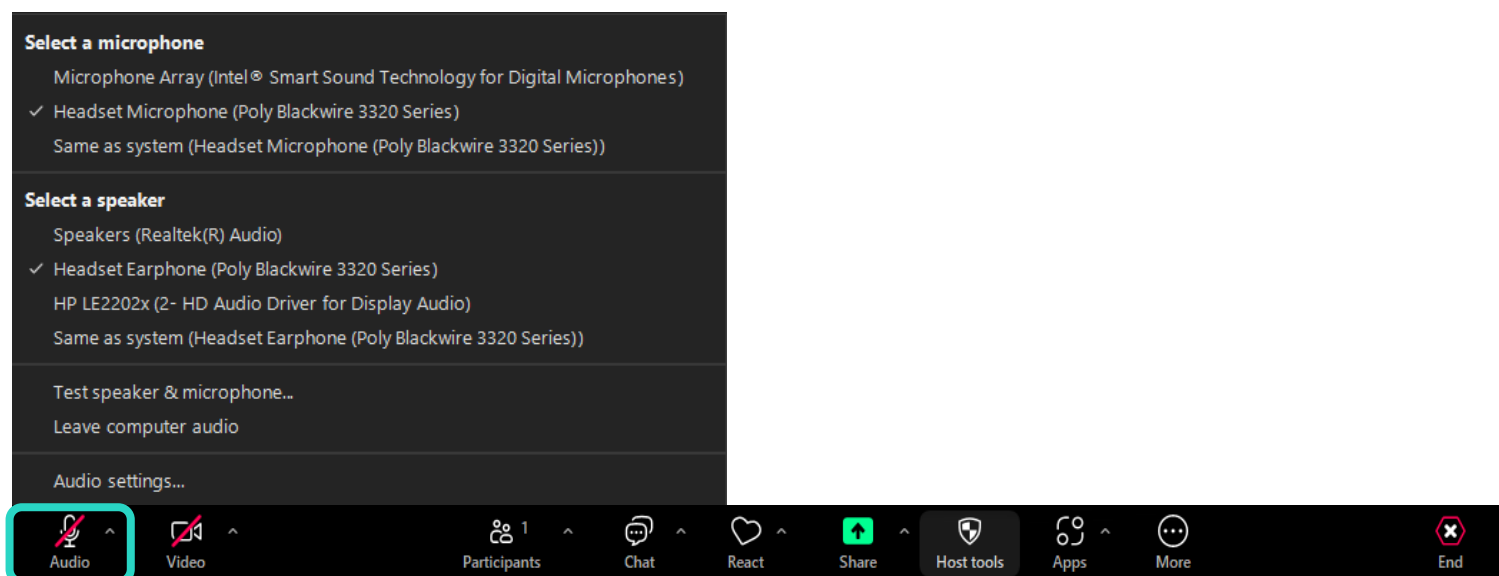 Select a microphone
Microphone Array (Intel® Smart Sound Technology for Digital Microphones)
Headset Microphone (Poly Blackwire 3320 Series)
Same as system (Headset Microphone (Poly Blackwire 3320 Series))
Select a speaker
Speakers (Realtek(R) Audio)
Headset Earphone (Poly Blackwire 3320 Series)
HP LE2202x (2- HD Audio Driver for Display Audio)
Same as system (Headset Earphone (Poly Blackwire 3320 Series))
Test speaker & microphone...
Leave computer audio
Audio settings...
1
Audio Video Participants Chat React Share Host tools Apps More End